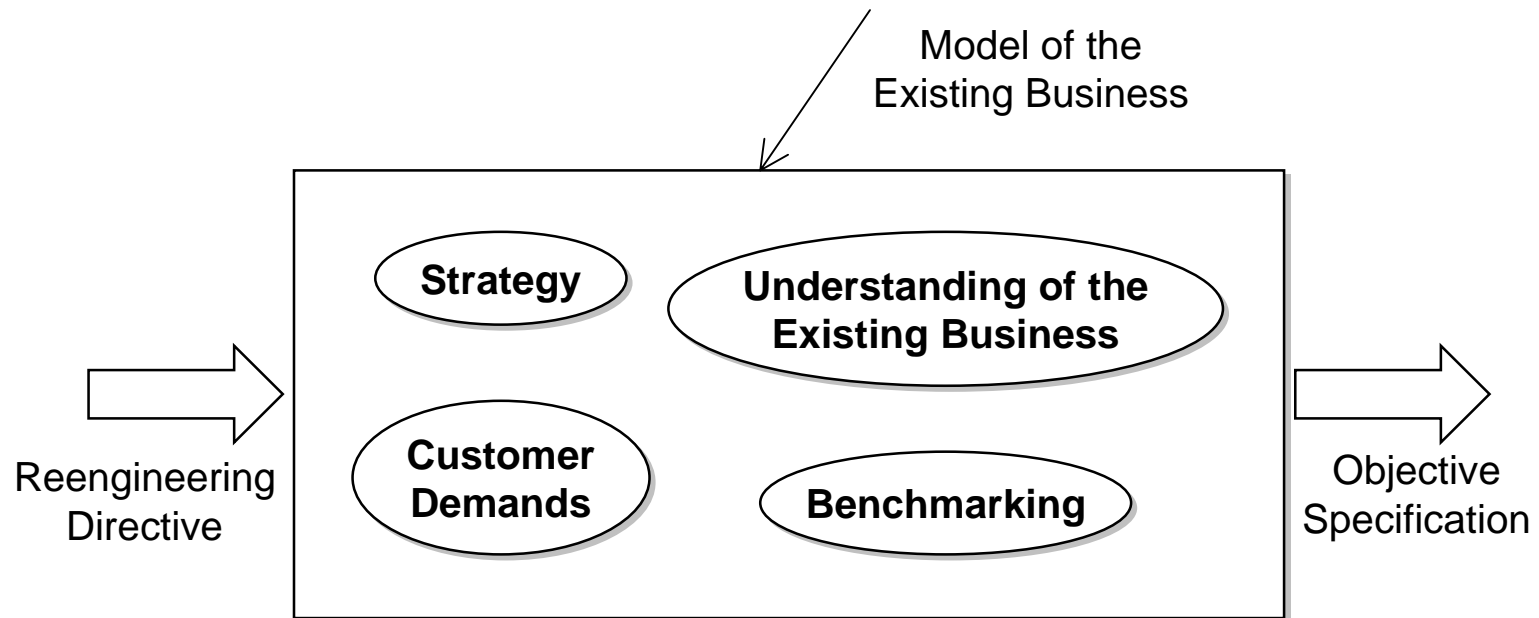 Model of the
Existing Business
Strategy
Understanding of the
Existing Business
Reengineering
Directive
Customer
Demands
Benchmarking
Objective
Specification